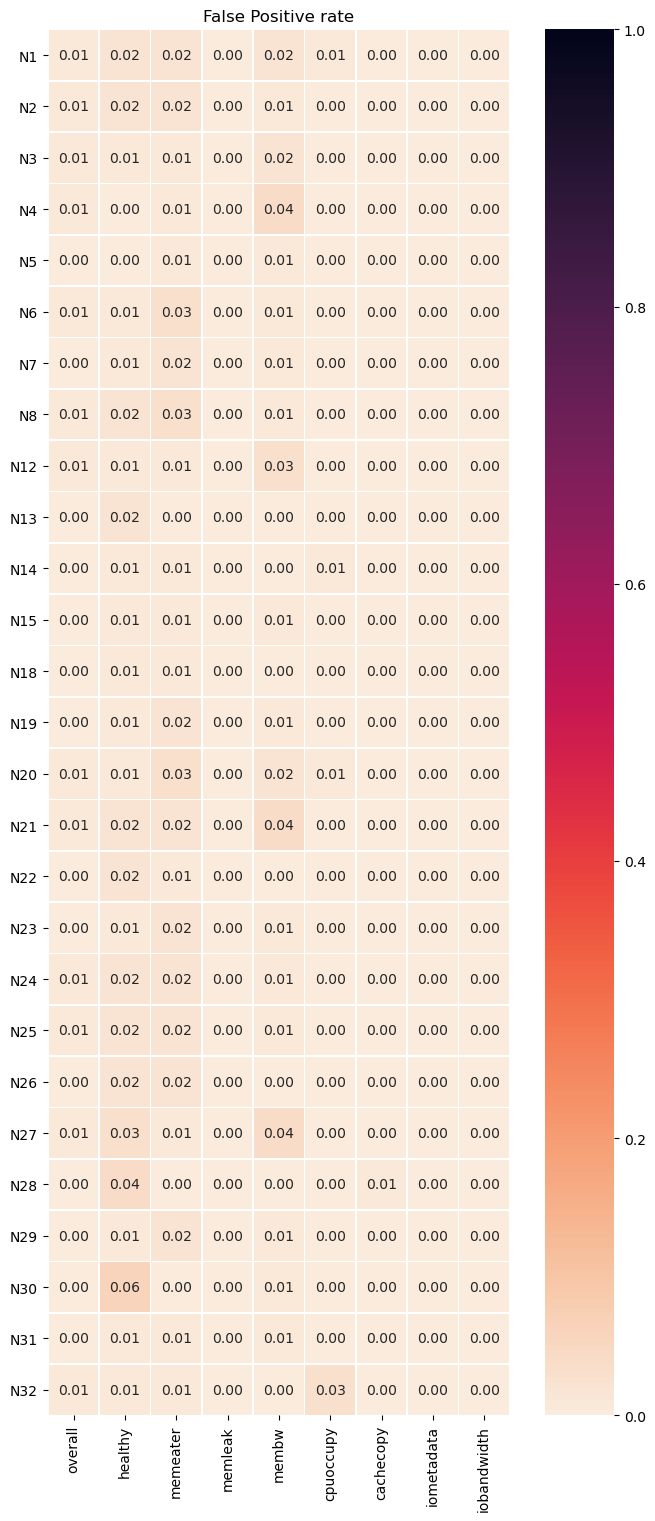 False Positive rate
N1 0.01 0.02 0.02 0.00 0.02 0.01 0.00 0.00 0.00
N2 0.01 0.02 0.02 0.00 0.01 0.00 0.00 0.00 0.00
N3 0.01 0.01 0.01 0.00 0.02 0.00 0.00 0.00 0.00
N4 0.01 0.00 0.01 0.00 0.04 0.00 0.00 0.00 0.00
N5 0.00 0.00 0.01 0.00 0.01 0.00 0.00 0.00 0.00
N6 0.01 0.01 0.03 0.00 0.01 0.00 0.00 0.00 0.00
N7 0.00 0.01 0.02 0.00 0.01 0.00 0.00 0.00 0.00
N8 0.01 0.02 0.03 0.00 0.01 0.00 0.00 0.00 0.00
N12 0.01 0.01 0.01 0.00 0.03 0.00 0.00 0.00 0.00
N13 0.00 0.02 0.00 0.00 0.00 0.00 0.00 0.00 0.00
N14 0.00 0.01 0.01 0.00 0.00 0.01 0.00 0.00 0.00
N15 0.00 0.01 0.01 0.00 0.01 0.00 0.00 0.00 0.00
N18 0.00 0.01 0.01 0.00 0.00 0.00 0.00 0.00 0.00
N19 0.00 0.01 0.02 0.00 0.01 0.00 0.00 0.00 0.00
N20 0.01 0.01 0.03 0.00 0.02 0.01 0.00 0.00 0.00
N21 0.01 0.02 0.02 0.00 0.04 0.00 0.00 0.00 0.00
N22 0.00 0.02 0.01 0.00 0.00 0.00 0.00 0.00 0.00
N23 0.00 0.01 0.02 0.00 0.01 0.00 0.00 0.00 0.00
N24 0.01 0.02 0.02 0.00 0.01 0.00 0.00 0.00 0.00
N25 0.01 0.02 0.02 0.00 0.01 0.00 0.00 0.00 0.00
N26 0.00 0.02 0.02 0.00 0.00 0.00 0.00 0.00 0.00
N27 0.01 0.03 0.01 0.00 0.04 0.00 0.00 0.00 0.00
N28 0.00 0.04 0.00 0.00 0.00 0.00 0.01 0.00 0.00
N29 0.00 0.01 0.02 0.00 0.01 0.00 0.00 0.00 0.00
N30 0.00 0.06 0.00 0.00 0.01 0.00 0.00 0.00 0.00
N31 0.00 0.01 0.01 0.00 0.01 0.00 0.00 0.00 0.00
N32 0.01 0.01 0.01 0.00 0.00 0.03 0.00 0.00 0.00
overall
healthy
memeater
memleak
membw
cpuoccupy
cachecopy
iometadata
iobandwidth
1.0
0.8
0.6
0.4
0.2
0.0